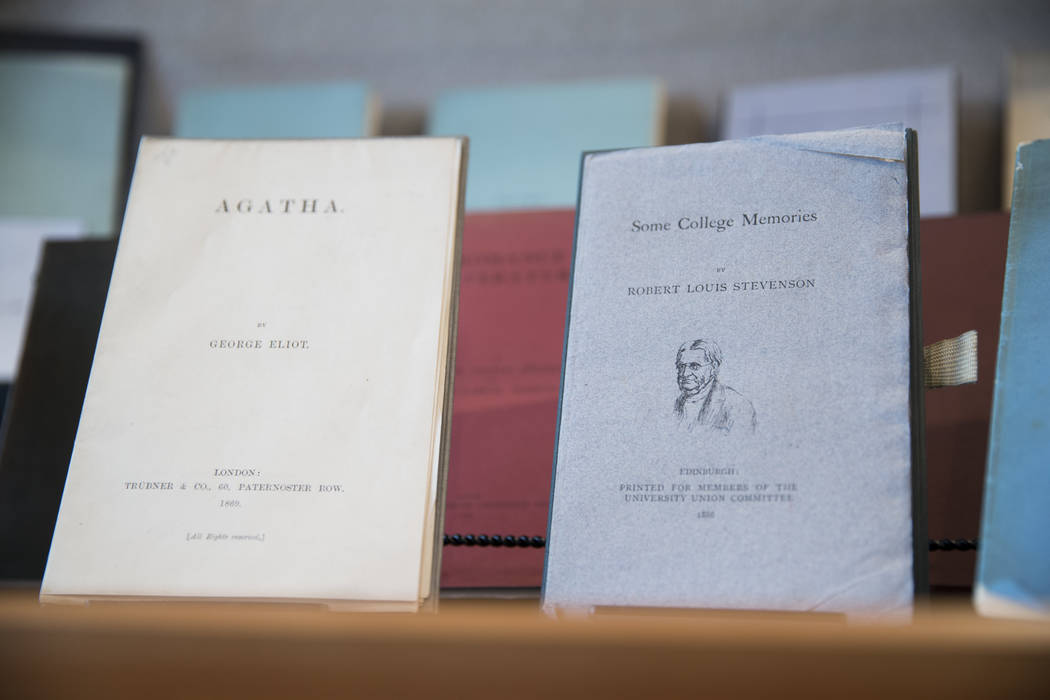 AGATHA.
BY
GEORGE ELIOT.
LONDON:
TRÜBNER & CO., 60, PATERNOSTER ROW.
1869.
[All Rights reserved.]
Some College Memories
BY
ROBERT LOUIS STEVENSON
EDINBURGH:
PRINTED FOR MEMBERS OF THE
UNIVERSITY UNION COMMITTEE
1886